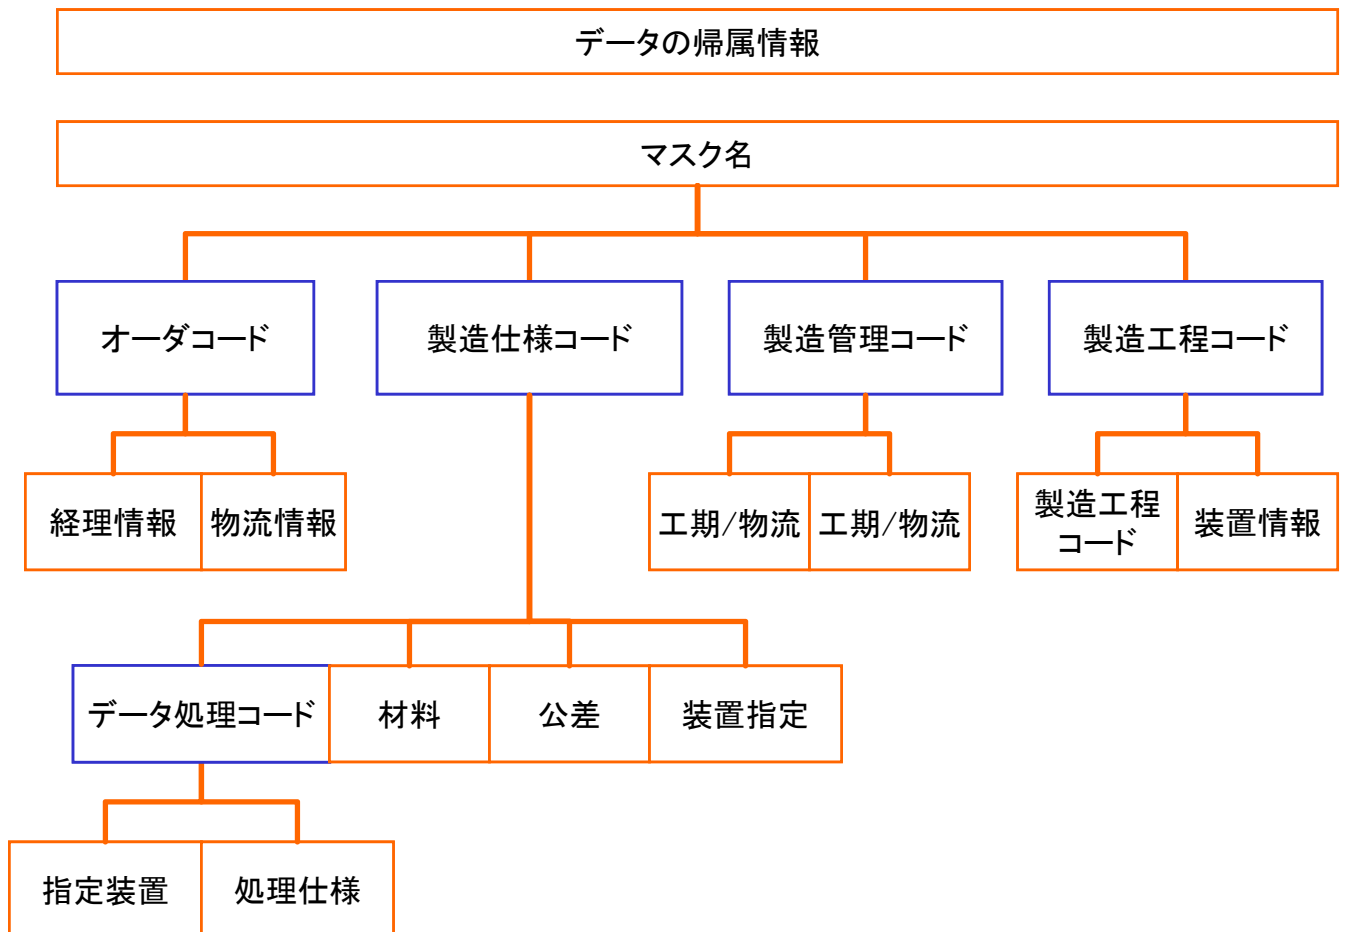 データの帰属情報
マスク名
オーダコード
製造仕様コード
製造管理コード
製造工程コード
経理情報
物流情報
工期/物流
工期/物流
製造工程
コード
装置情報
データ処理コード
材料
公差
装置指定
指定装置
処理仕様